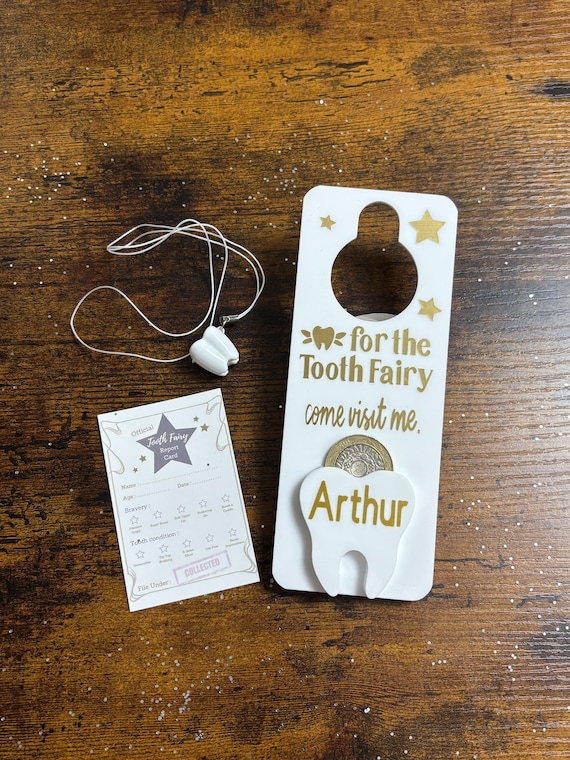 for the
Tooth Fairy
come visit me.
Arthur
Official
Tooth Fairy
Report
Card
Name :
Age : Date :
Bravery :
Tooth condition :
File Under :
COLLECTED